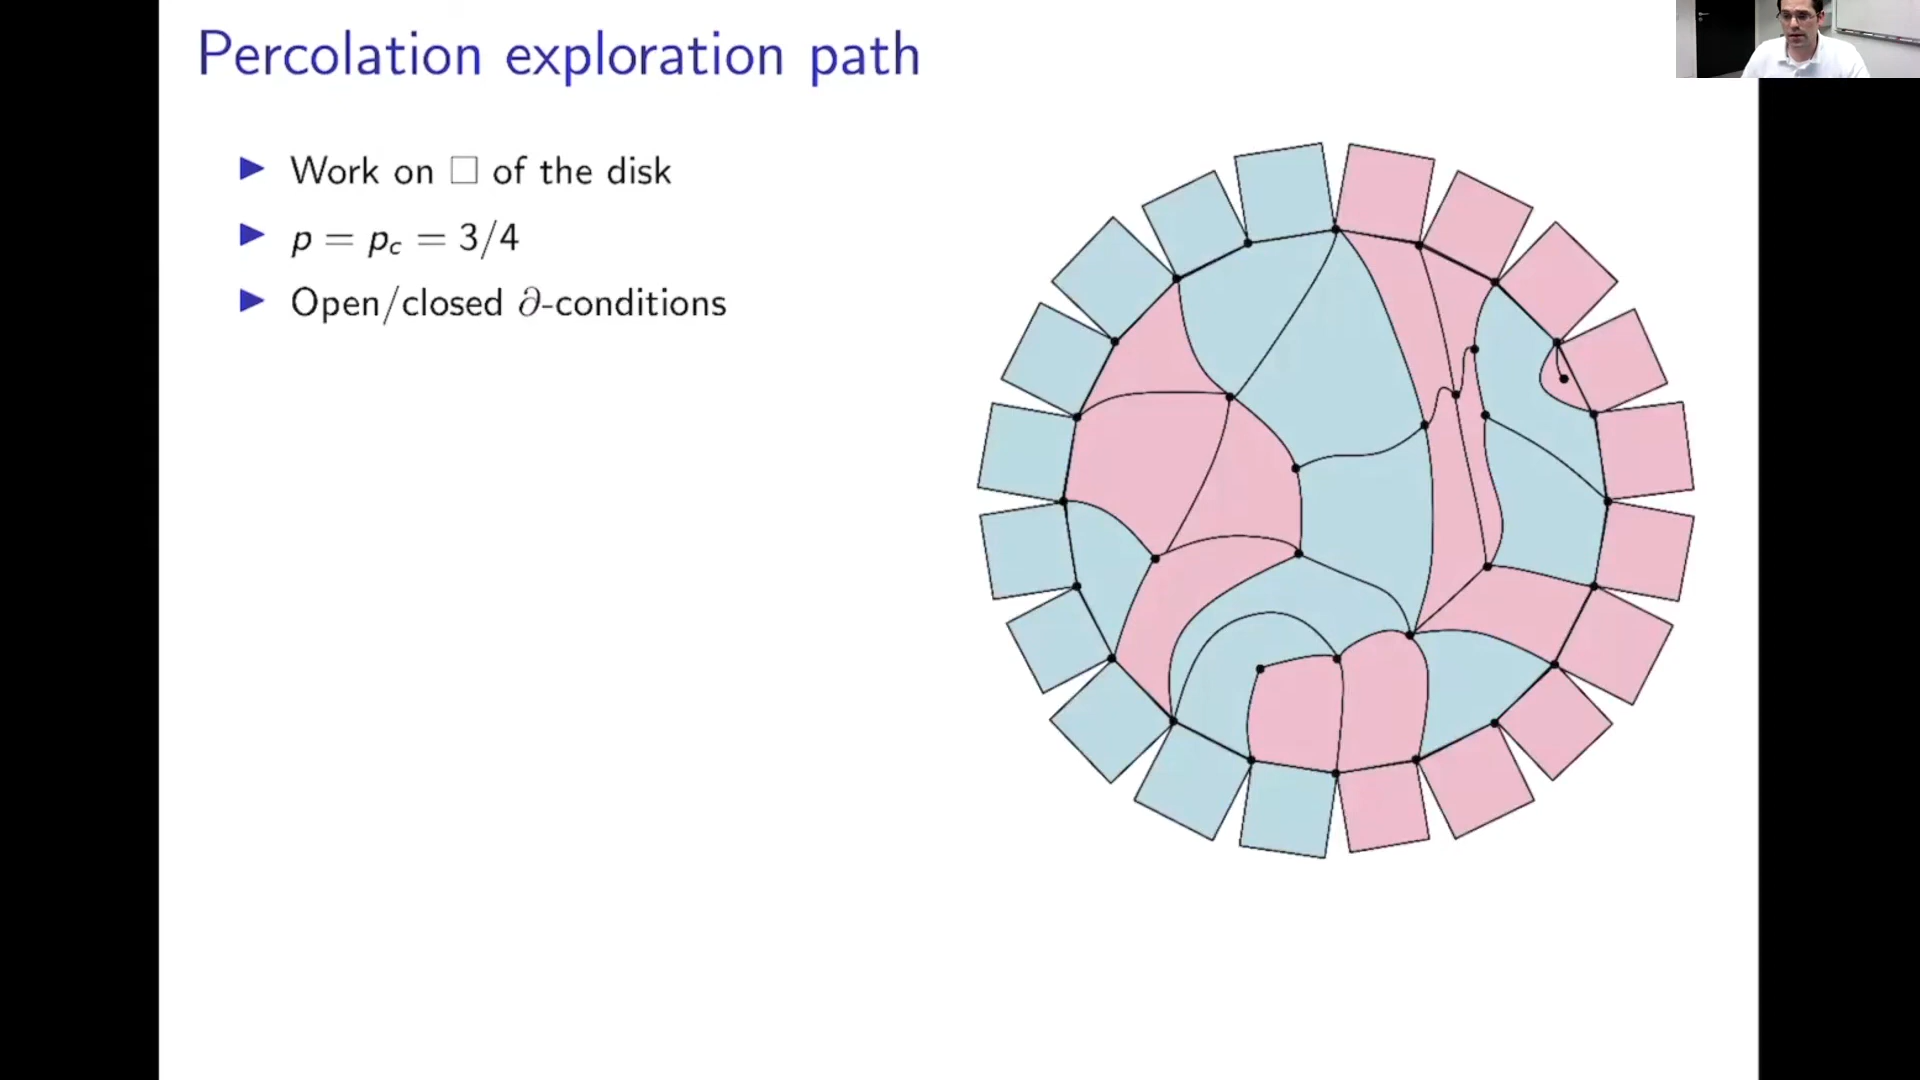 Percolation exploration path
Work on □ of the disk
p = p_c = 3/4
Open/closed ∂-conditions